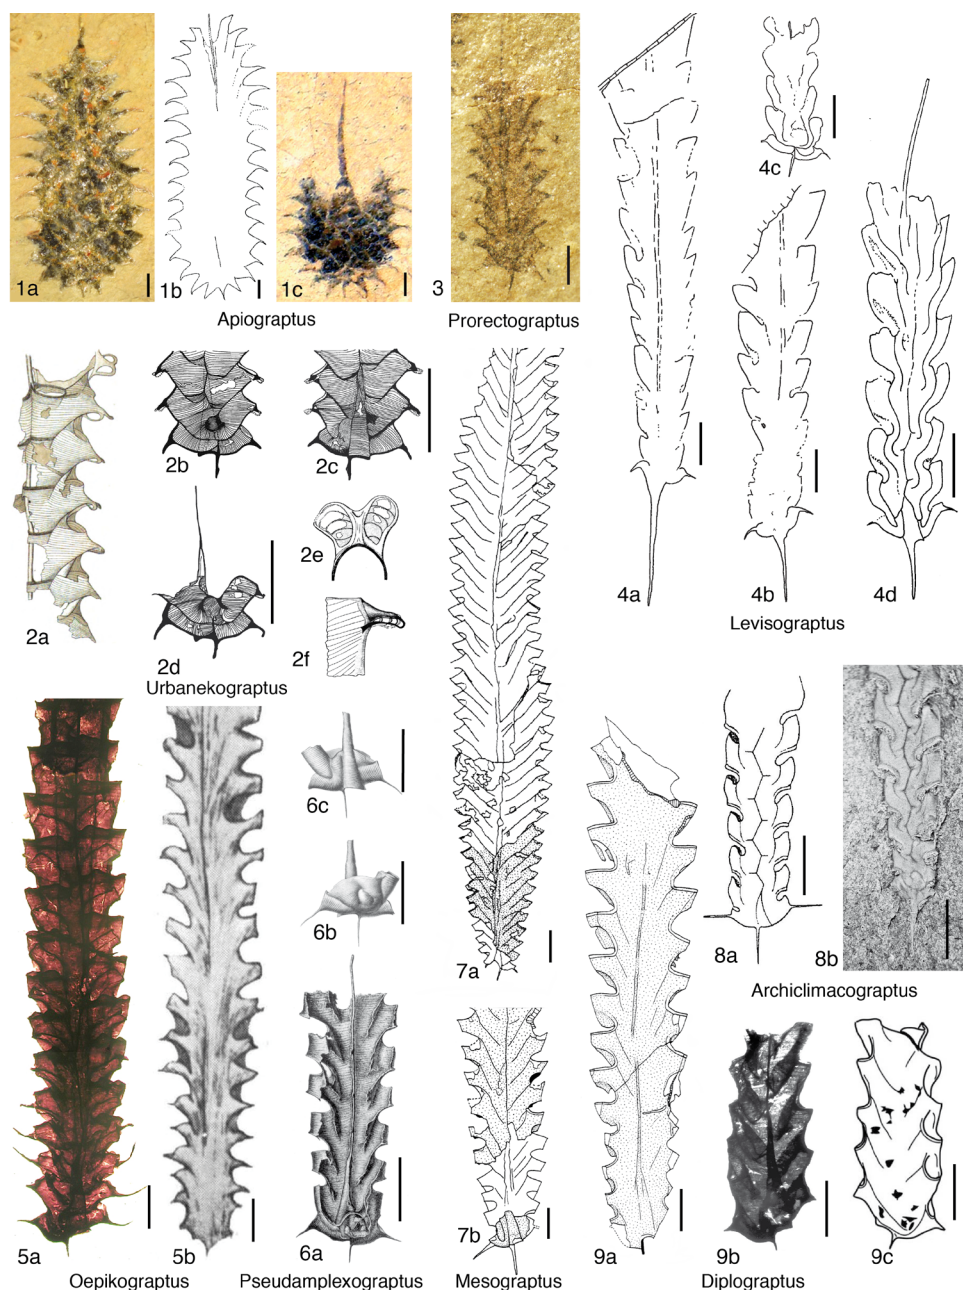 1a
1b
1c
Apiograptus
3
Prorectograptus
4c
4a
4b
4d
Levisograptus
2a
2b
2c
2d
2e
2f
Urbanekograptus
5a
5b
Oepikograptus
6c
6b
6a
Pseudamplexograptus
7a
7b
Mesograptus
8a
8b
Archiclimacograptus
9a
9b
9c
Diplograptus